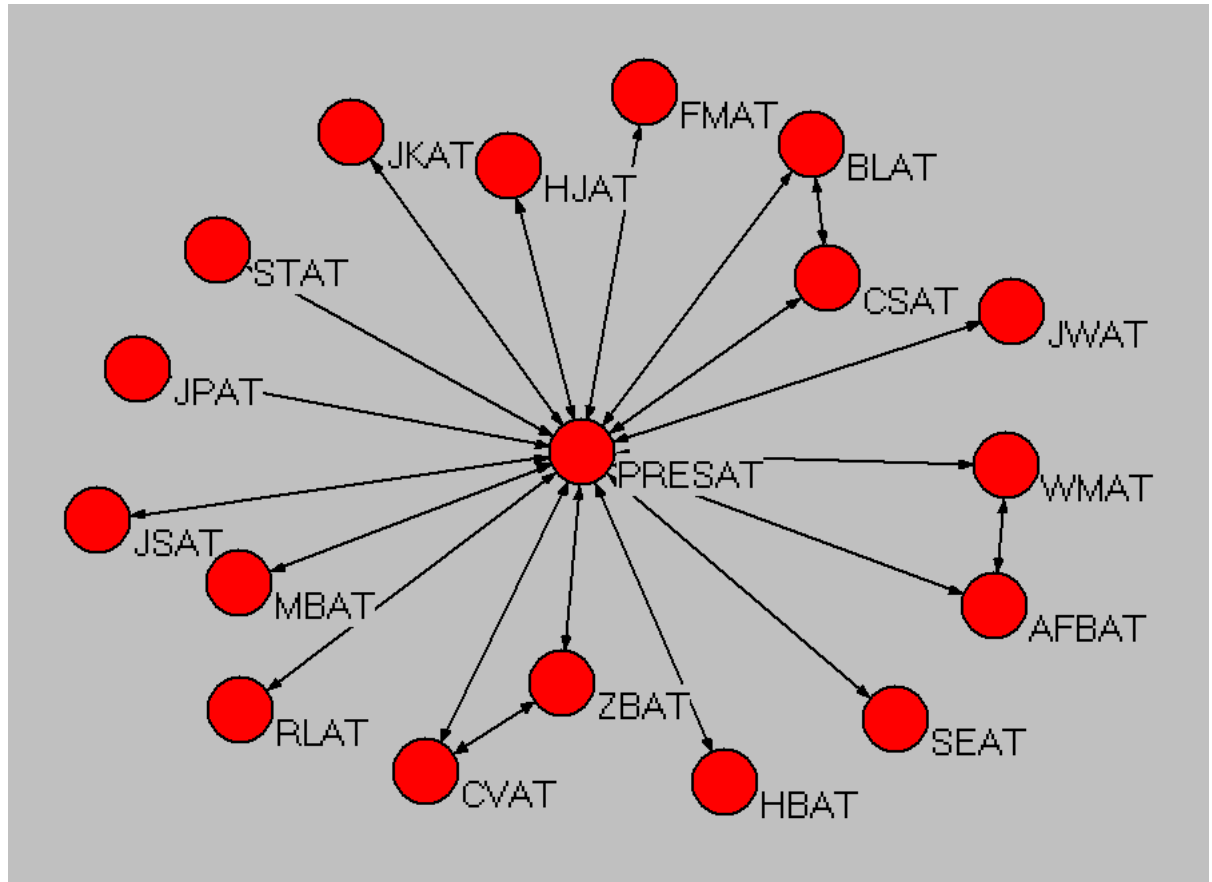 FMAT
JKAT
BLAT
HJAT
STAT
CSAT
JWAT
JPAT
PRESAT
WMAT
JSAT
MBAT
AFBAT
ZBAT
RLAT
SEAT
CVAT
HBAT